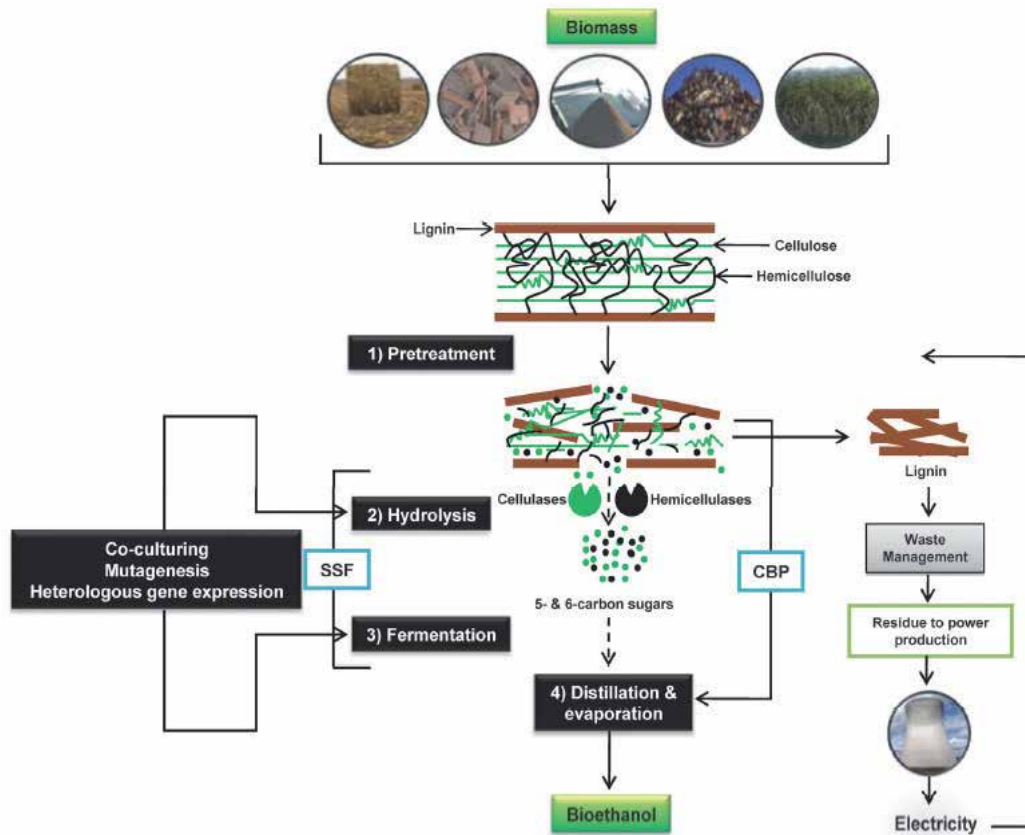 Biomass
Lignin
Cellulose
Hemicellulose
1) Pretreatment
Lignin
Cellulases
Hemicellulases
2) Hydrolysis
Co-culturing
Mutagenesis
Heterologous gene expression
SSF
CBP
Waste
Management
5- & 6-carbon sugars
3) Fermentation
Residue to power
production
4) Distillation &
evaporation
Bioethanol
Electricity